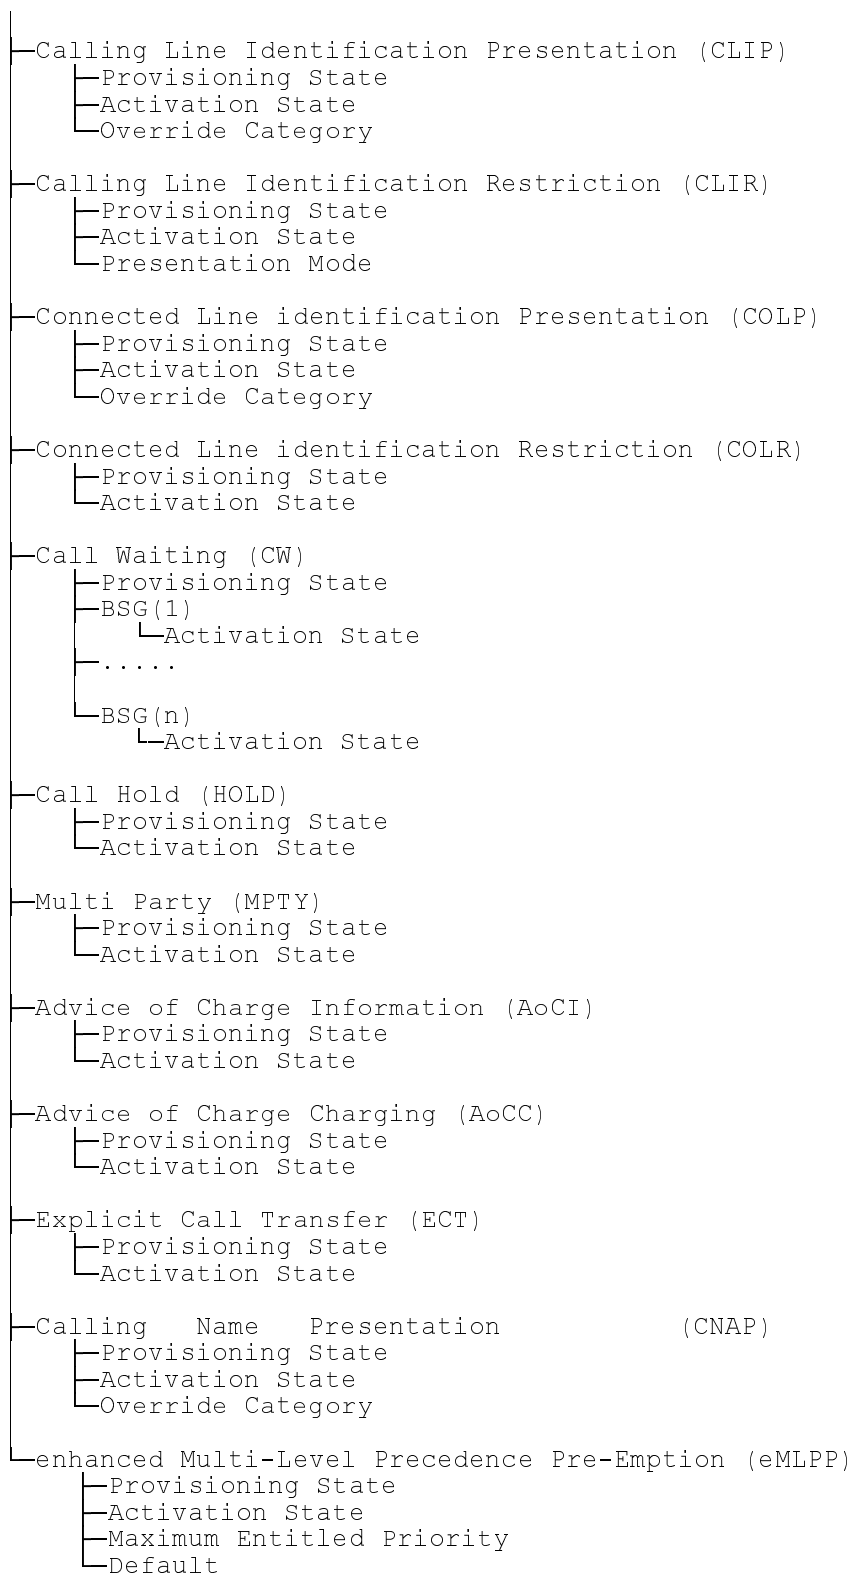 Calling Line Identification Presentation (CLIP)
Provisioning State
Activation State
Override Category
Calling Line Identification Restriction (CLIR)
Provisioning State
Activation State
Presentation Mode
Connected Line identification Presentation (COLP)
Provisioning State
Activation State
Override Category
Connected Line identification Restriction (COLR)
Provisioning State
Activation State
Call Waiting (CW)
Provisioning State
BSG(1)
Activation State
.....
BSG(n)
Activation State
Call Hold (HOLD)
Provisioning State
Activation State
Multi Party (MPTY)
Provisioning State
Activation State
Advice of Charge Information (AoCI)
Provisioning State
Activation State
Advice of Charge Charging (AoCC)
Provisioning State
Activation State
Explicit Call Transfer (ECT)
Provisioning State
Activation State
Calling Name Presentation (CNAP)
Provisioning State
Activation State
Override Category
enhanced Multi-Level Precedence Pre-Emption (eMLPP)
Provisioning State
Activation State
Maximum Entitled Priority
Default